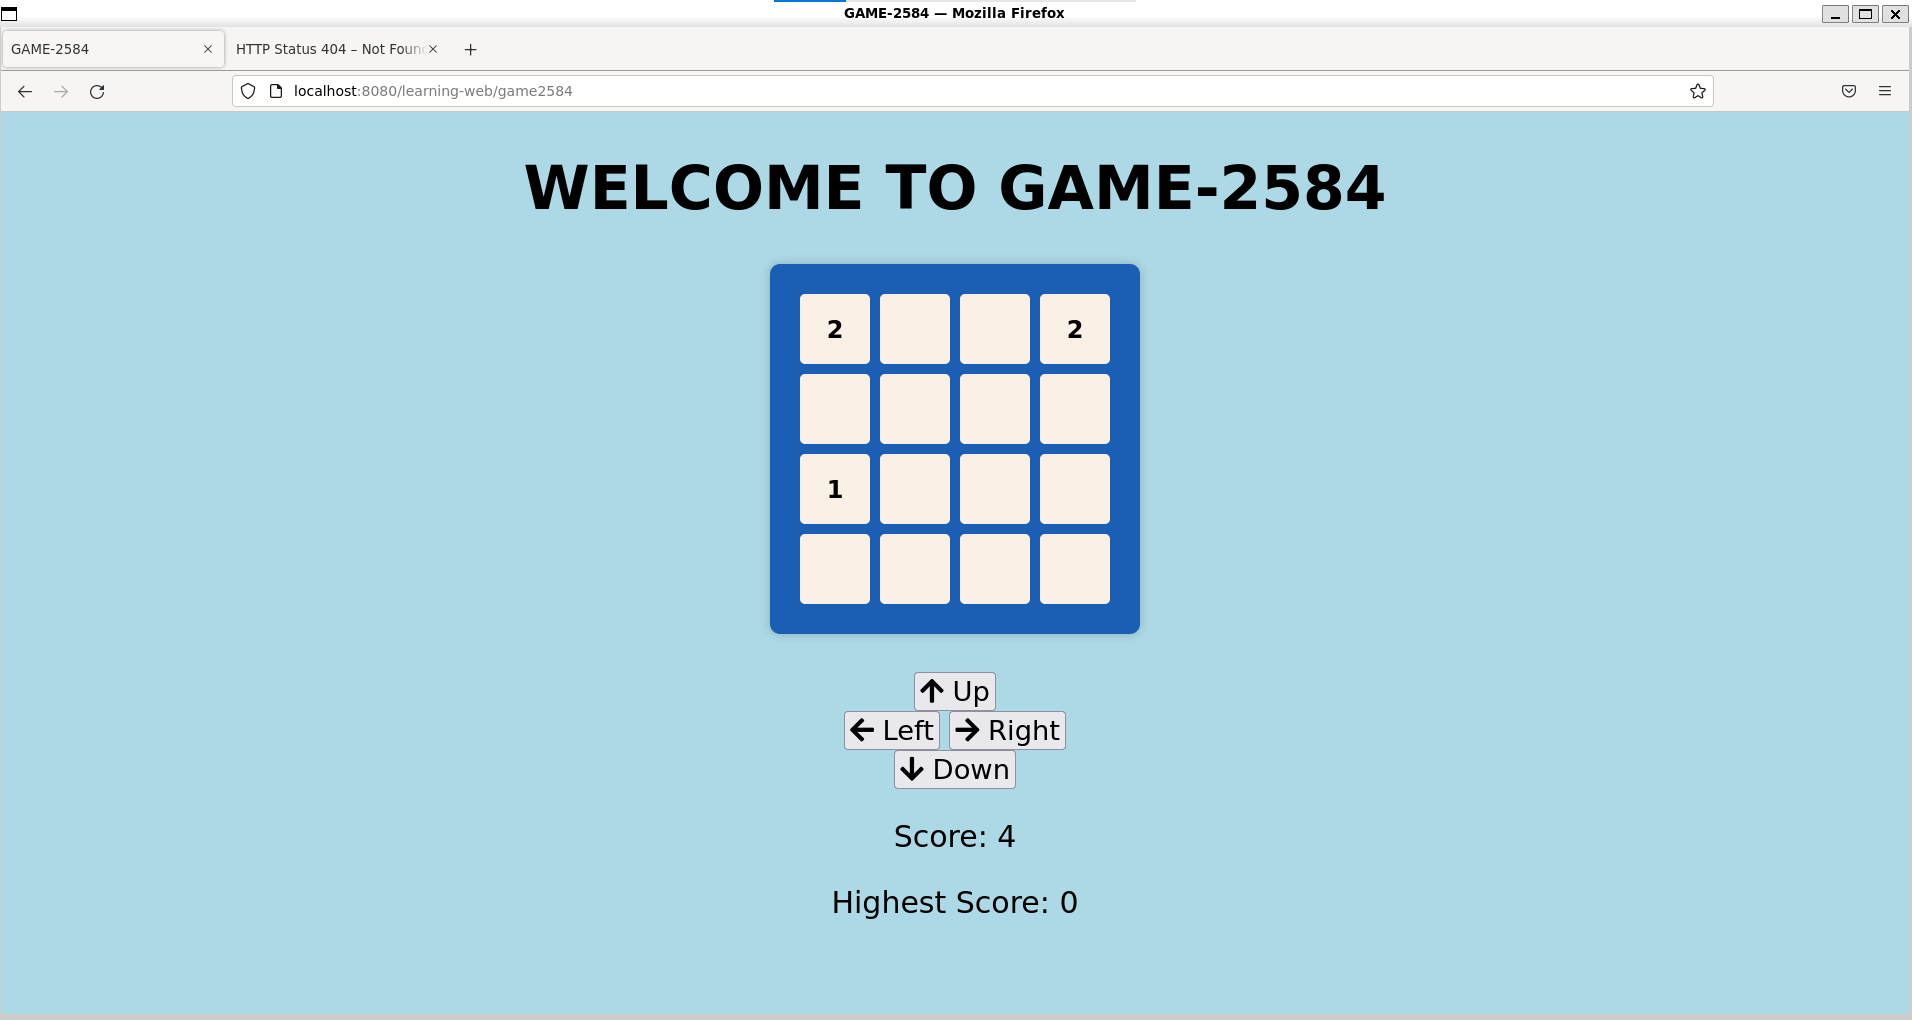 GAME-2584 — Mozilla Firefox
GAME-2584
HTTP Status 404 – Not Foun
localhost:8080/learning-web/game2584
WELCOME TO GAME-2584
2 2
1
Up
Left Right
Down
Score: 4
Highest Score: 0